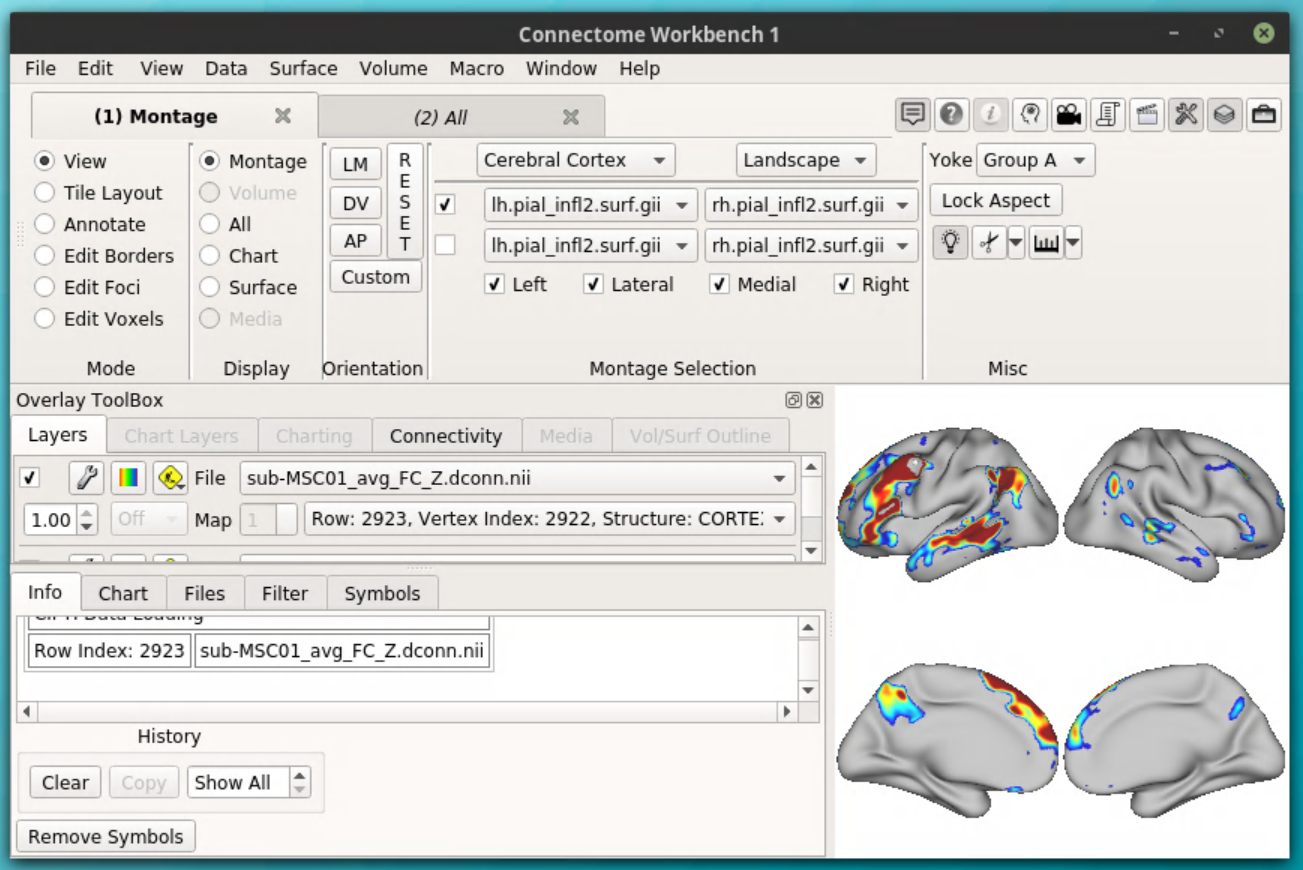 Connectome Workbench 1
File Edit View Data Surface Volume Macro Window Help
(1) Montage (2) All
View
Tile Layout
Annotate
Edit Borders
Edit Foci
Edit Voxels
Mode
Montage
Volume
All
Chart
Surface
Media
Display
LM
DV
AP
RESET
Custom
Orientation
Cerebral Cortex Landscape
lh.pial_infl2.surf.gii rh.pial_infl2.surf.gii
lh.pial_infl2.surf.gii rh.pial_infl2.surf.gii
Left Lateral Medial Right
Montage Selection
Yoke Group A
Lock Aspect
Misc
Overlay ToolBox
Layers Chart Layers Charting Connectivity Media Vol/Surf Outline
File sub-MSC01_avg_FC_Z.dconn.nii
1.00 Off Map 1 Row: 2923, Vertex Index: 2922, Structure: CORTE
Info Chart Files Filter Symbols
Data Loading
Row Index: 2923 sub-MSC01_avg_FC_Z.dconn.nii
History
Clear Copy Show All
Remove Symbols